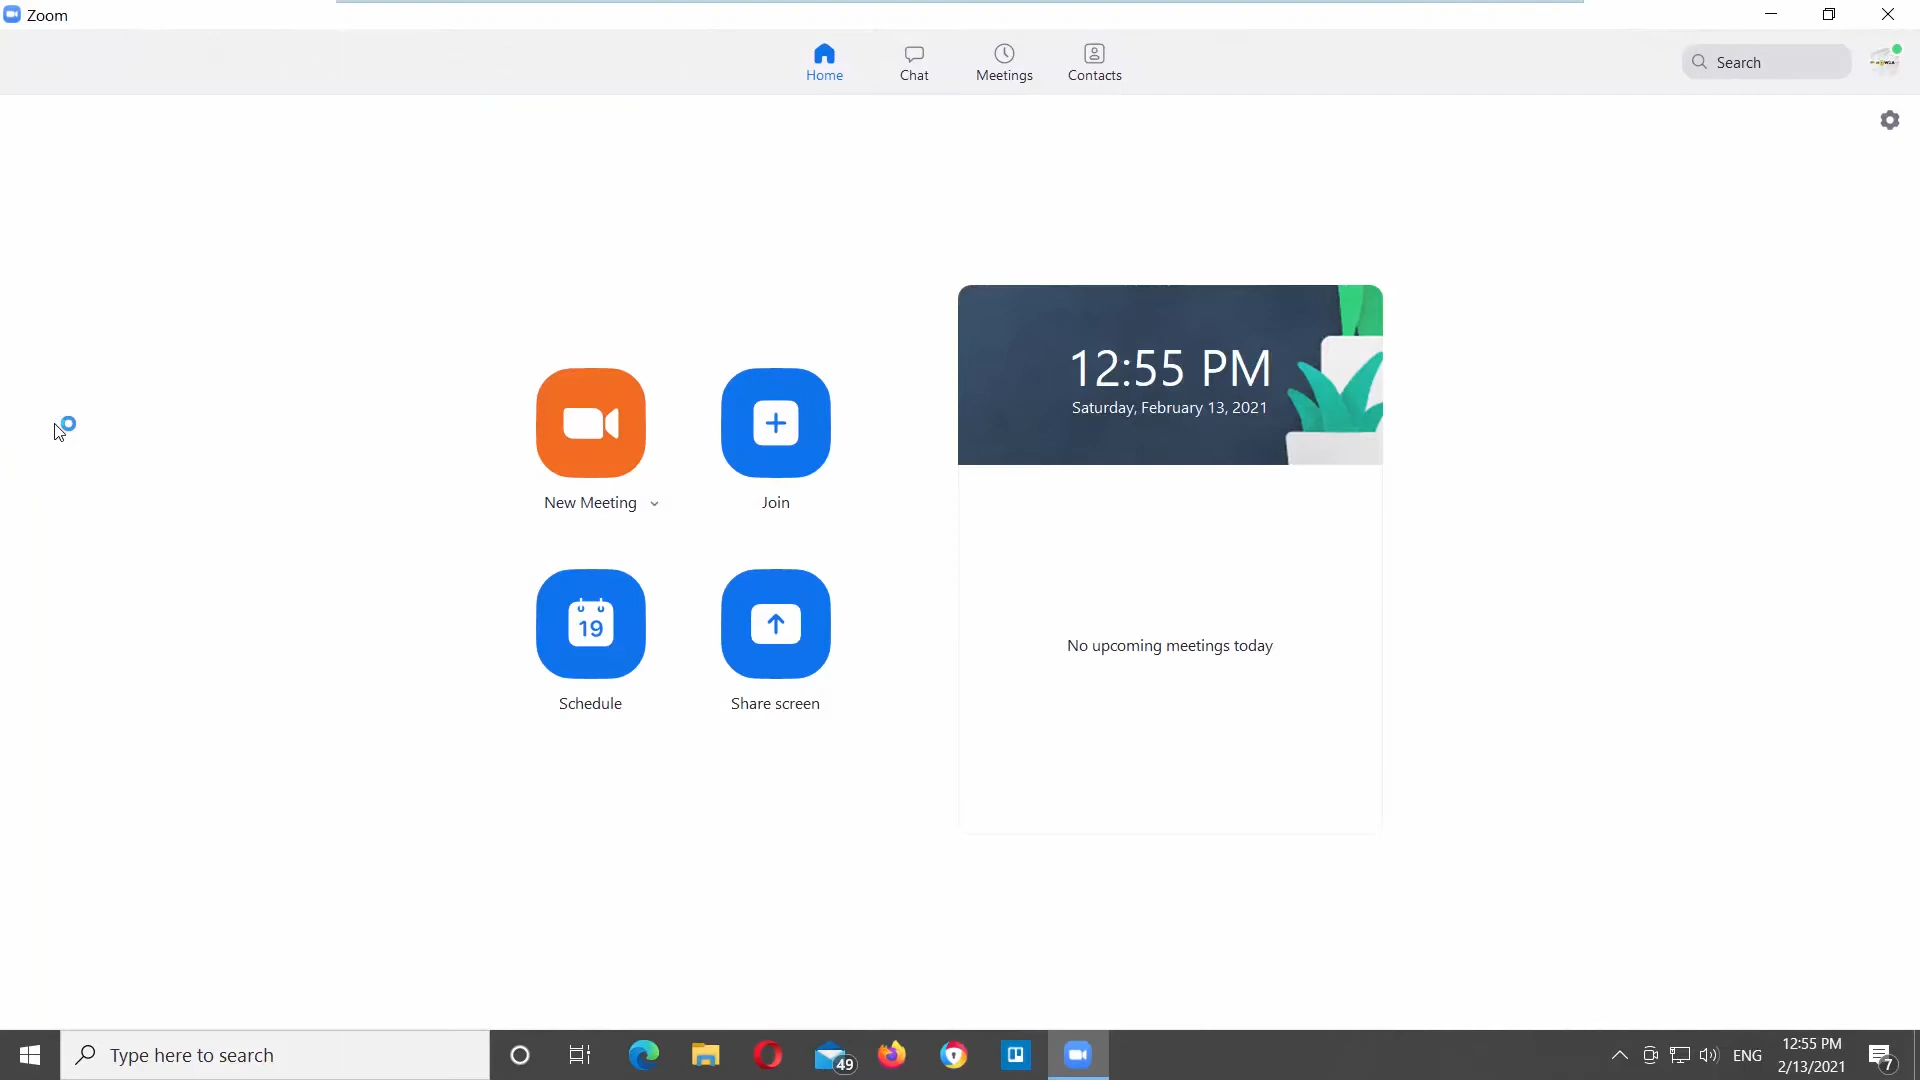 Zoom
Home
Chat
Meetings
Contacts
Search
12:55 PM
Saturday, February 13, 2021
New Meeting
Join
19
Schedule
Share screen
No upcoming meetings today
Type here to search
49
ENG
12:55 PM
2/13/2021
7